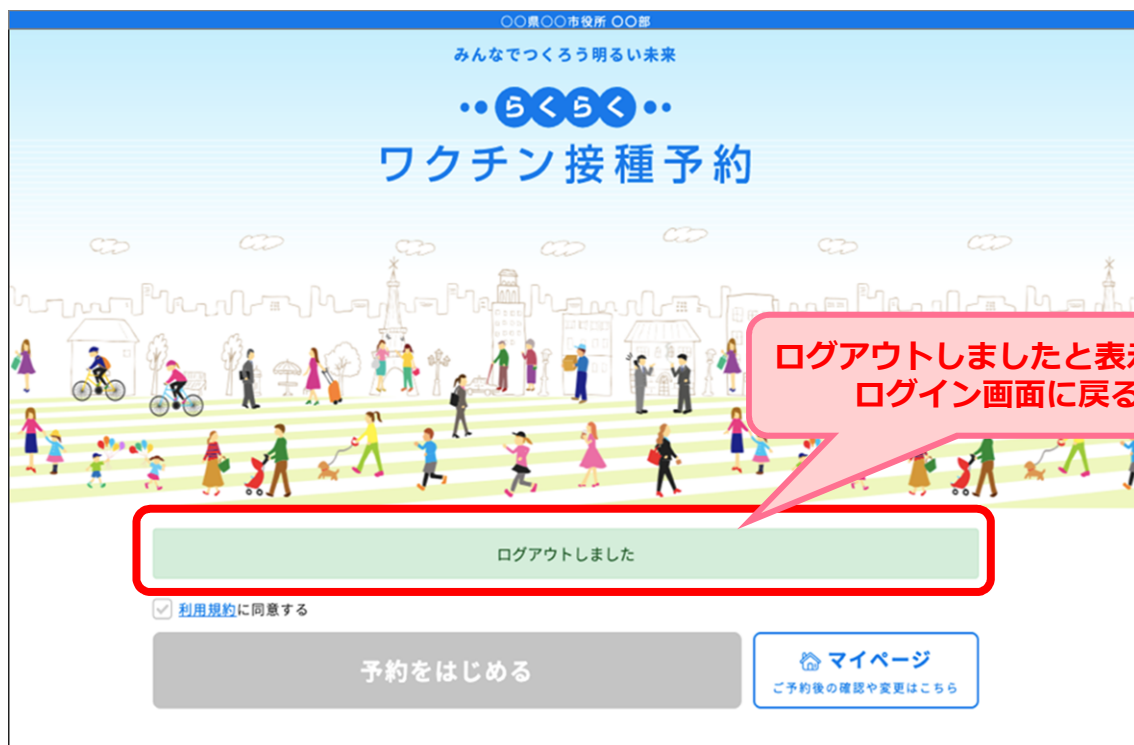 〇〇県〇〇市役所 〇〇部
みんなでつくろう明るい未来
らくらく
ワクチン接種予約
ログアウトしましたと表示
ログイン画面に戻る
ログアウトしました
利用規約に同意する
予約をはじめる
マイページ
ご予約後の確認や変更はこちら